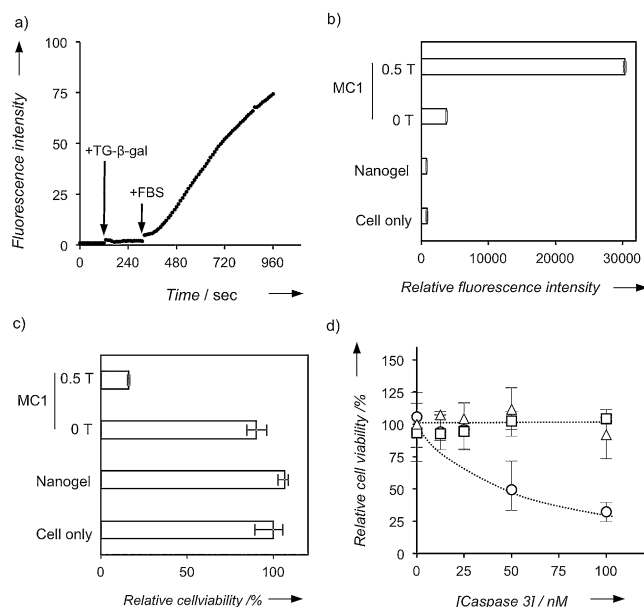 a)
Fluorescence intensity
100
75
50
25
0
+TG-β-gal
+FBS
0 240 480 720 960
Time / sec
b)
MC1
0.5 T
0 T
Nanogel
Cell only
0 10000 20000 30000
Relative fluorescence intensity
c)
MC1
0.5 T
0 T
Nanogel
Cell only
0 50 100
Relative cellviability /%
d)
Relative cell viability /%
150
125
100
75
50
25
0
0 25 50 75 100
[Caspase 3] / nM